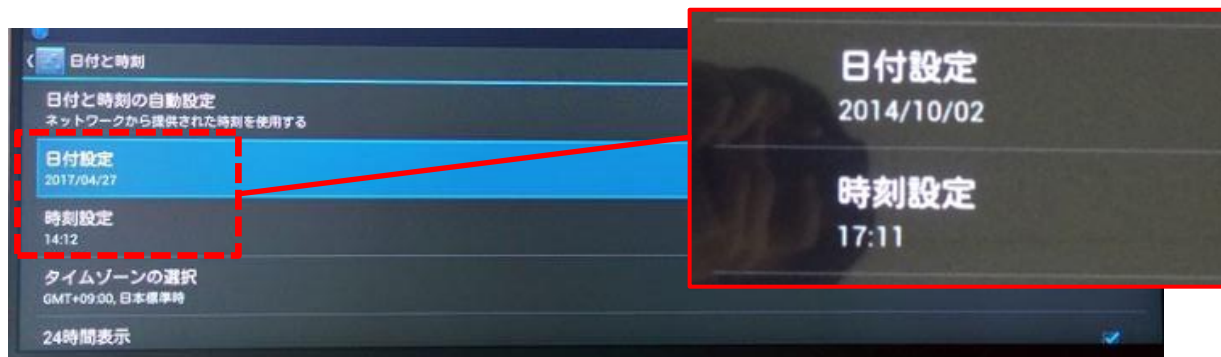 日付と時刻
日付と時刻の自動設定
ネットワークから提供された時刻を使用する
日付設定
2017/04/27
時刻設定
14:12
タイムゾーンの選択
GMT+09:00, 日本標準時
24時間表示
日付設定
2014/10/02
時刻設定
17:11